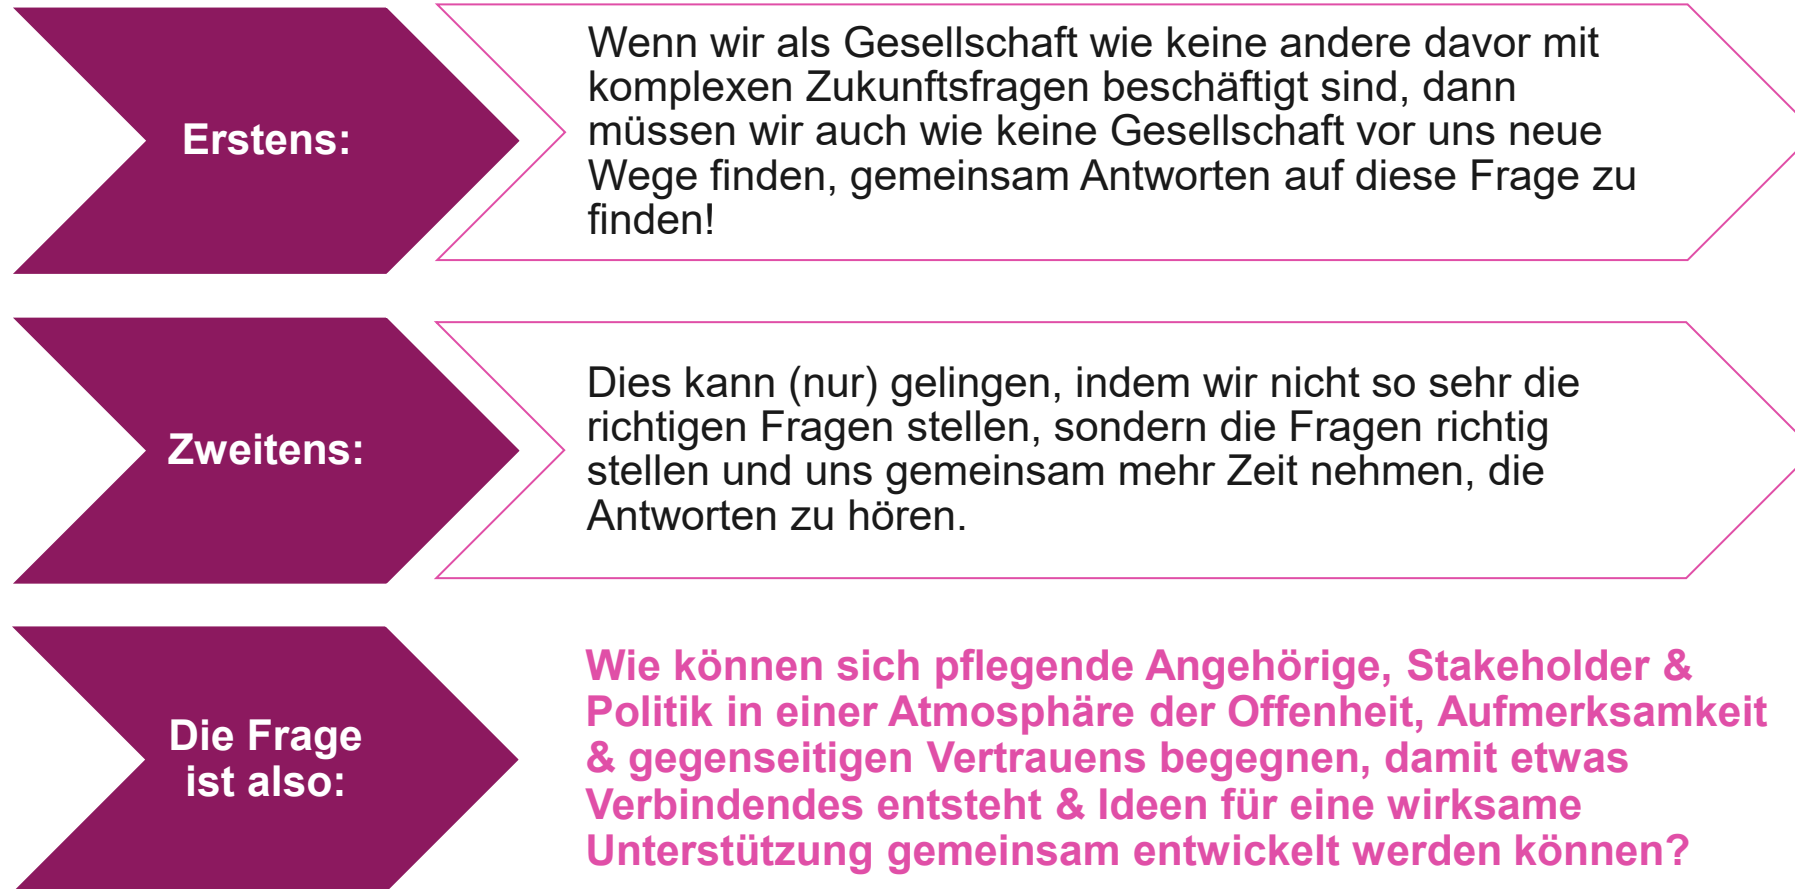 Erstens:
Wenn wir als Gesellschaft wie keine andere davor mit
komplexen Zukunftsfragen beschäftigt sind, dann
müssen wir auch wie keine Gesellschaft vor uns neue
Wege finden, gemeinsam Antworten auf diese Frage zu
finden!
Zweitens:
Dies kann (nur) gelingen, indem wir nicht so sehr die
richtigen Fragen stellen, sondern die Fragen richtig
stellen und uns gemeinsam mehr Zeit nehmen, die
Antworten zu hören.
Die Frage
ist also:
Wie können sich pflegende Angehörige, Stakeholder &
Politik in einer Atmosphäre der Offenheit, Aufmerksamkeit
& gegenseitigen Vertrauens begegnen, damit etwas
Verbindendes entsteht & Ideen für eine wirksame
Unterstützung gemeinsam entwickelt werden können?